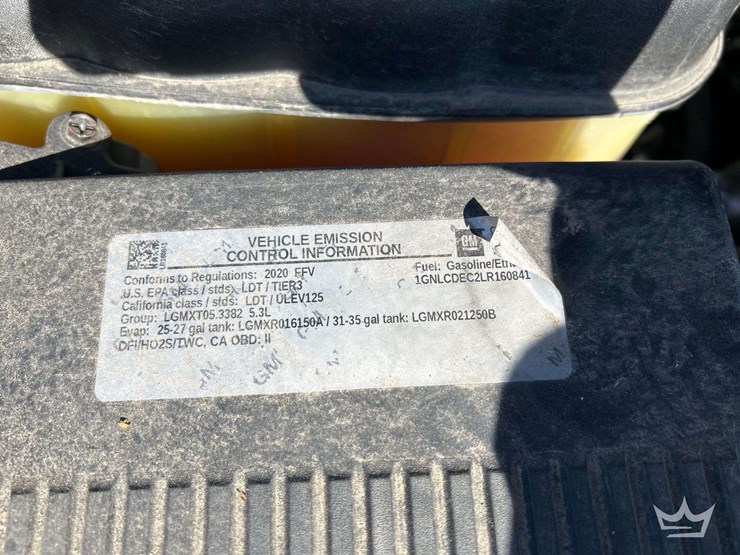 VEHICLE EMISSION
CONTROL INFORMATION
GM
Conforms to Regulations: 2020 FFV
Fuel: Gasoline/Eth
U.S. EPA class / stds: LDT / TIER3
1GNLCDEC2LR160841
California class / stds: LDT / ULEV125
Group: LGMXT05.3382 5.3L
Evap: 25-27 gal tank: LGMXR016150A / 31-35 gal tank: LGMXR021250B
DFI/HO2S/TWC, CA OBD: II
GM